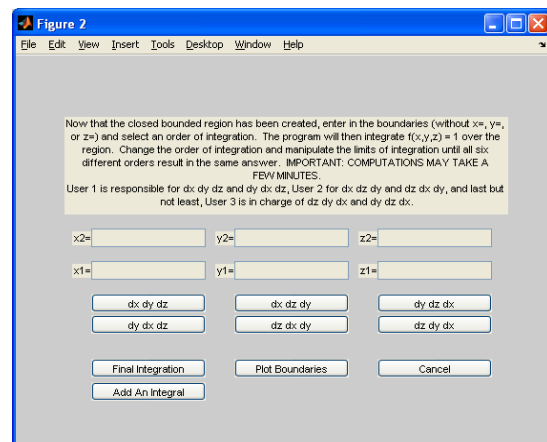 Figure 2
File Edit View Insert Tools Desktop Window Help
Now that the closed bounded region has been created, enter in the boundaries (without x=, y=,
or z=) and select an order of integration. The program will then integrate f(x,y,z) = 1 over the
region. Change the order of integration and manipulate the limits of integration until all six
different orders result in the same answer. IMPORTANT: COMPUTATIONS MAY TAKE A
FEW MINUTES.
User 1 is responsible for dx dy dz and dy dx dz, User 2 for dx dz dy and dz dx dy, and last but
not least, User 3 is in charge of dz dy dx and dy dz dx.
x2= y2= z2=
x1= y1= z1=
dx dy dz dx dz dy dy dz dx
dy dx dz dz dx dy dz dy dx
Final Integration Plot Boundaries Cancel
Add An Integral